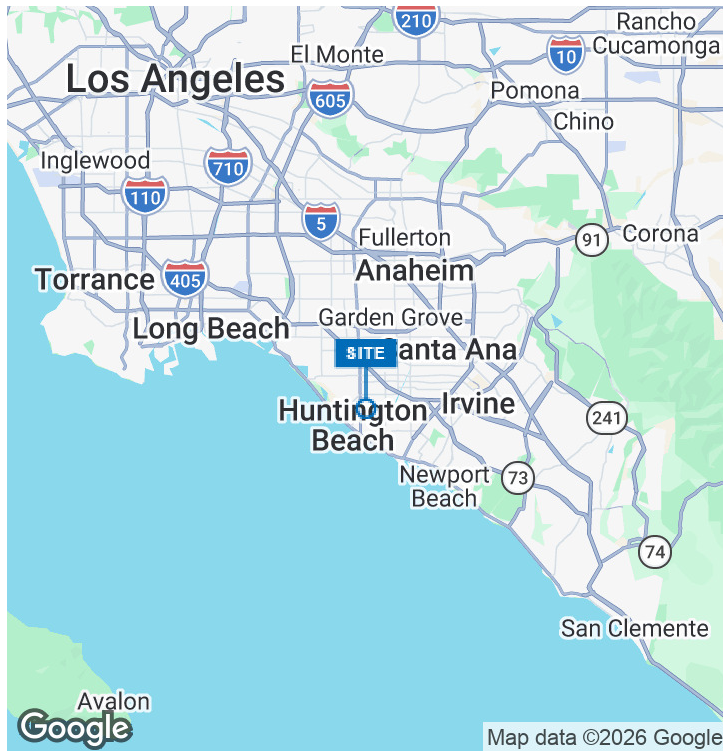 210
Rancho
Cucamonga
El Monte
10
Los Angeles
605
Pomona
Chino
Inglewood
710
110
5
Fullerton
91
Corona
Anaheim
Torrance
405
Garden Grove
Long Beach
SITE
Santa Ana
Huntington
Beach
Irvine
241
Newport
Beach
73
74
San Clemente
Avalon
Google
Map data ©2026 Google